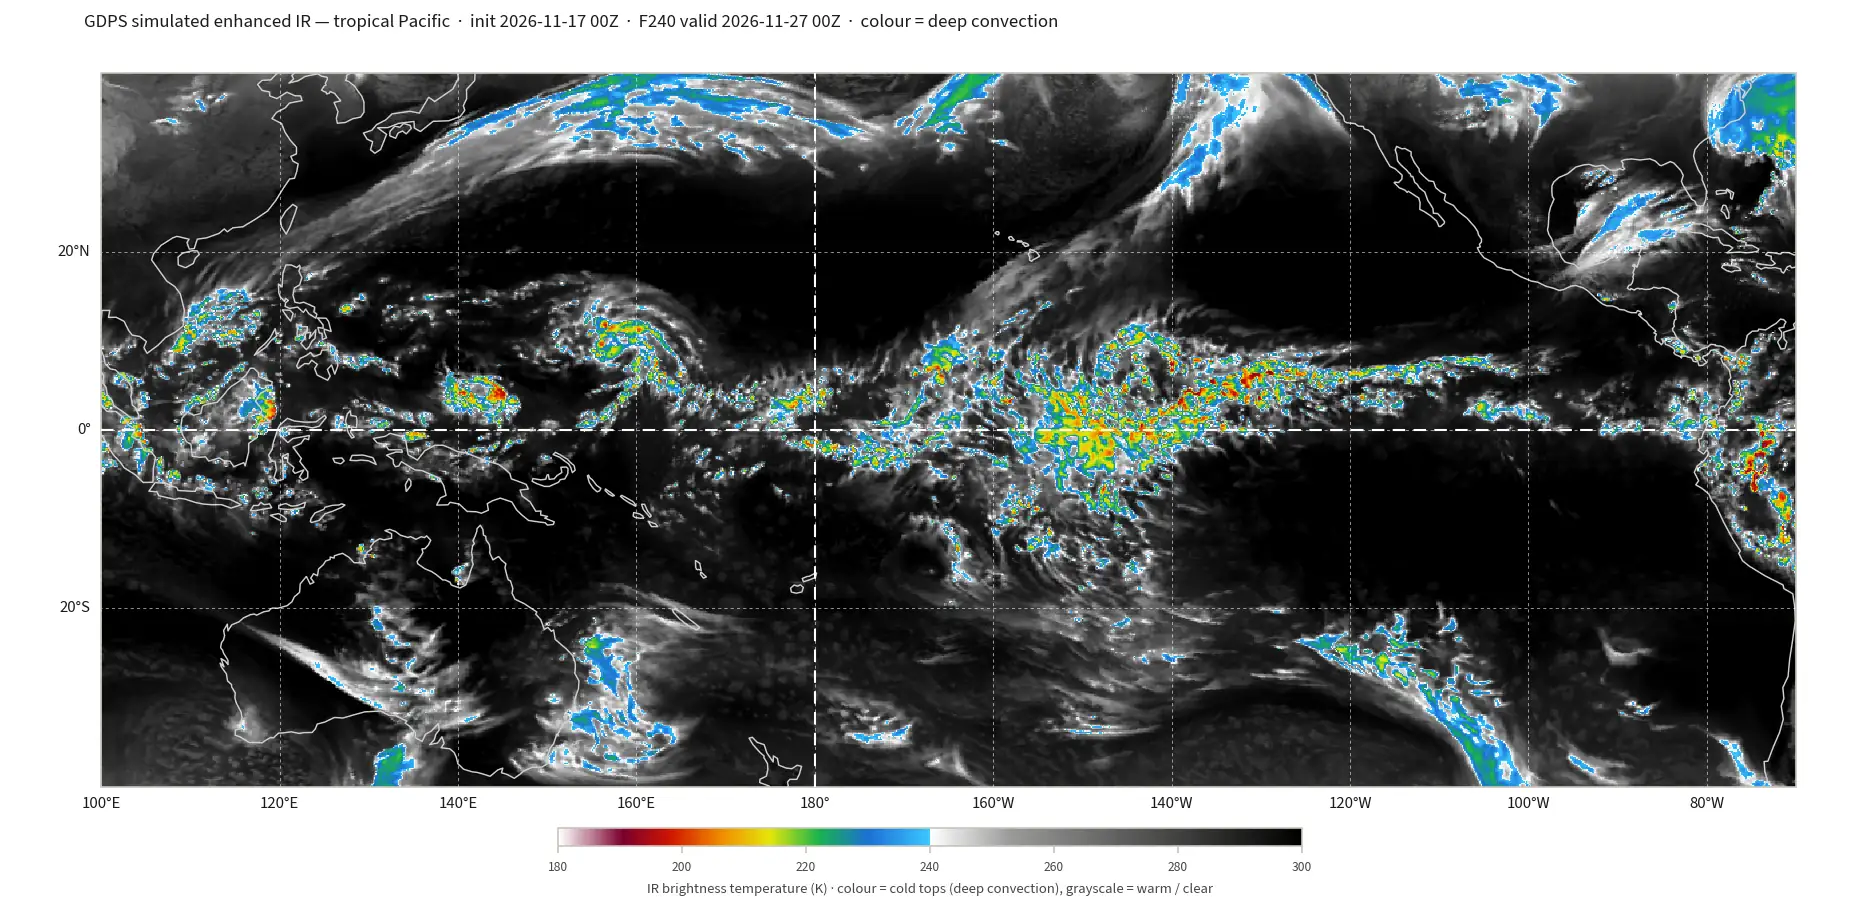 GDPS simulated enhanced IR — tropical Pacific · init 2026-11-17 00Z · F240 valid 2026-11-27 00Z · colour = deep convection
20°N
0°
20°S
100°E 120°E 140°E 160°E 180° 160°W 140°W 120°W 100°W 80°W
180 200 220 240 260 280 300
IR brightness temperature (K) · colour = cold tops (deep convection), grayscale = warm / clear